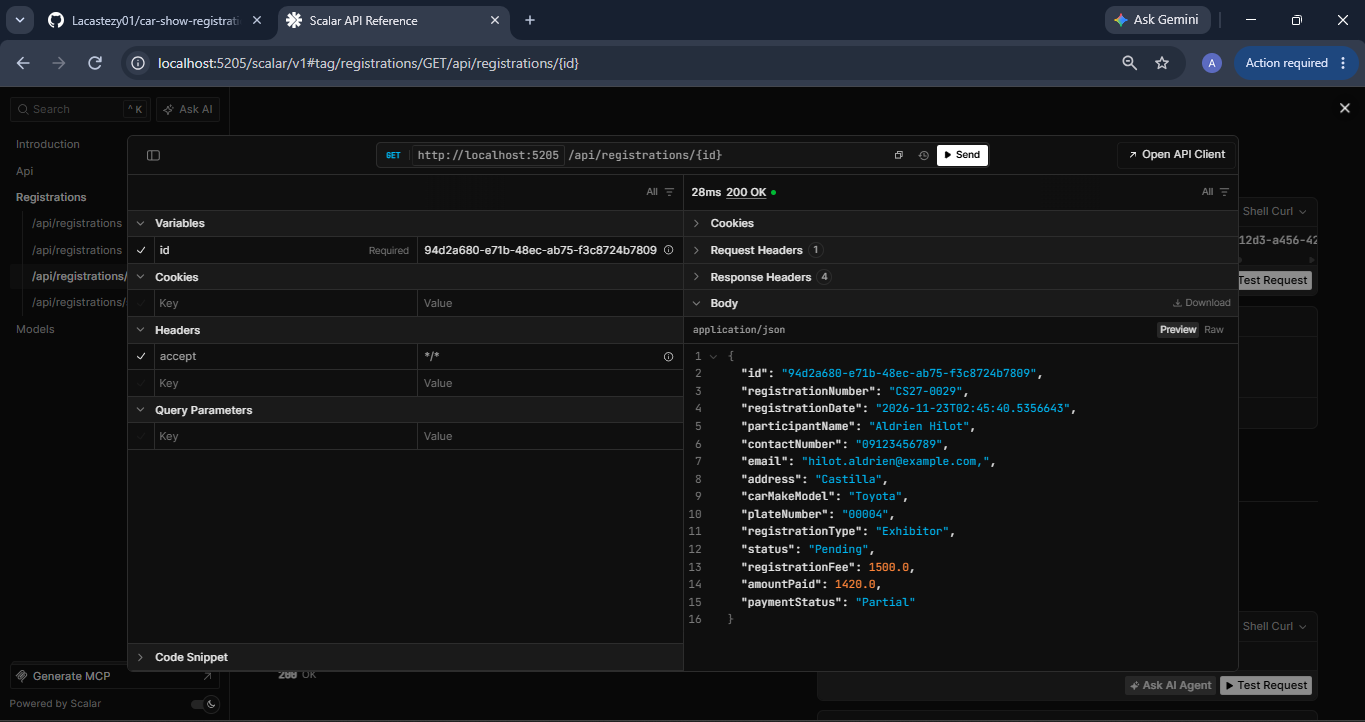 Lacastezy01/car-show-registrati
Scalar API Reference
Ask Gemini
localhost:5205/scalar/v1#tag/registrations/GET/api/registrations/{id}
A
Action required
Search
^ K
Ask AI
Introduction
Api
Registrations
/api/registrations
/api/registrations
/api/registrations/
/api/registrations/
Models
Generate MCP
Powered by Scalar
GET
http://localhost:5205 /api/registrations/{id}
Send
Open API Client
All
Variables
id Required 94d2a680-e71b-48ec-ab75-f3c8724b7809
Cookies
Key Value
Headers
accept */*
Key Value
Query Parameters
Key Value
Code Snippet
28ms 200 OK
All
Cookies
Request Headers 1
Response Headers 4
Body
Download
application/json
Preview Raw
1 {
2 "id": "94d2a680-e71b-48ec-ab75-f3c8724b7809",
3 "registrationNumber": "CS27-0029",
4 "registrationDate": "2026-11-23T02:45:40.5356643",
5 "participantName": "Aldrien Hilot",
6 "contactNumber": "09123456789",
7 "email": "hilot.aldrien@example.com,",
8 "address": "Castilla",
9 "carMakeModel": "Toyota",
10 "plateNumber": "00004",
11 "registrationType": "Exhibitor",
12 "status": "Pending",
13 "registrationFee": 1500.0,
14 "amountPaid": 1420.0,
15 "paymentStatus": "Partial"
16 }
Shell Curl
12d3-a456-42
Test Request
Shell Curl
200 OK
Ask AI Agent
Test Request